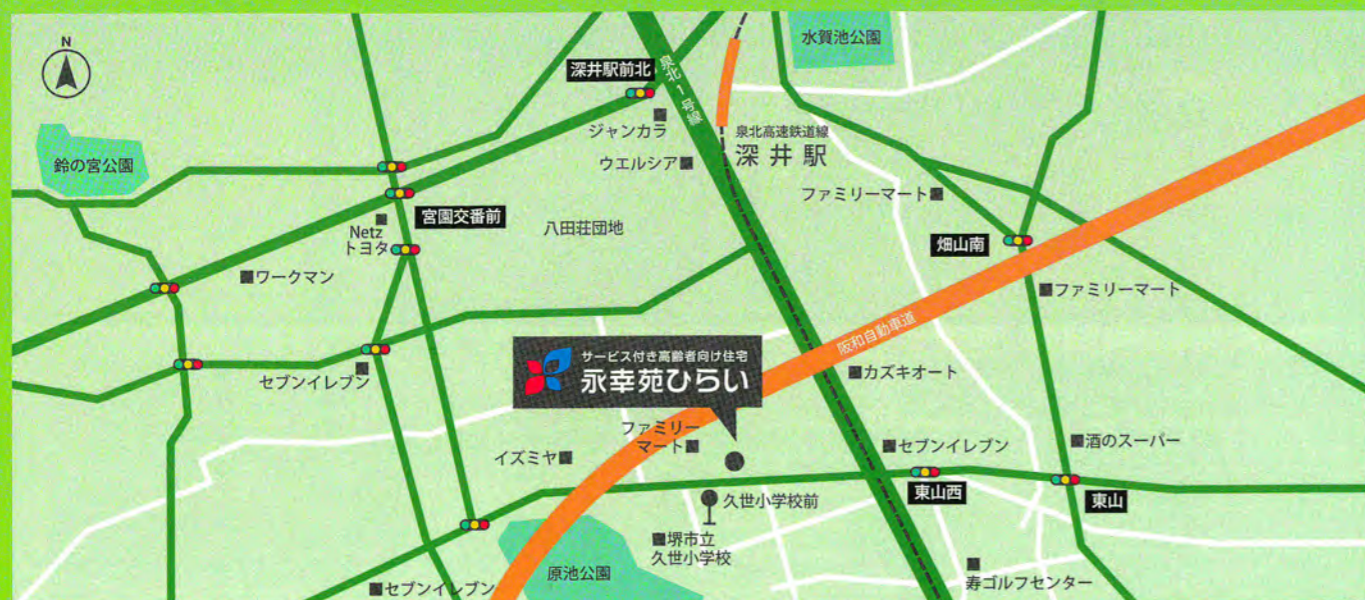 N
水賀池公園
深井駅前北
泉北1号線
ジャンカラ
泉北高速鉄道線
深井駅
ウエルシア
鈴の宮公園
ファミリーマート
宮園交番前
Netz
トヨタ
八田荘団地
畑山南
ワークマン
ファミリーマート
阪和自動車道
サービス付き高齢者向け住宅
永幸苑ひらい
セブンイレブン
カズキオート
ファミリー
マート
イズミヤ
セブンイレブン
酒のスーパー
東山西
東山
久世小学校前
堺市立
久世小学校
原池公園
セブンイレブン
寿ゴルフセンター